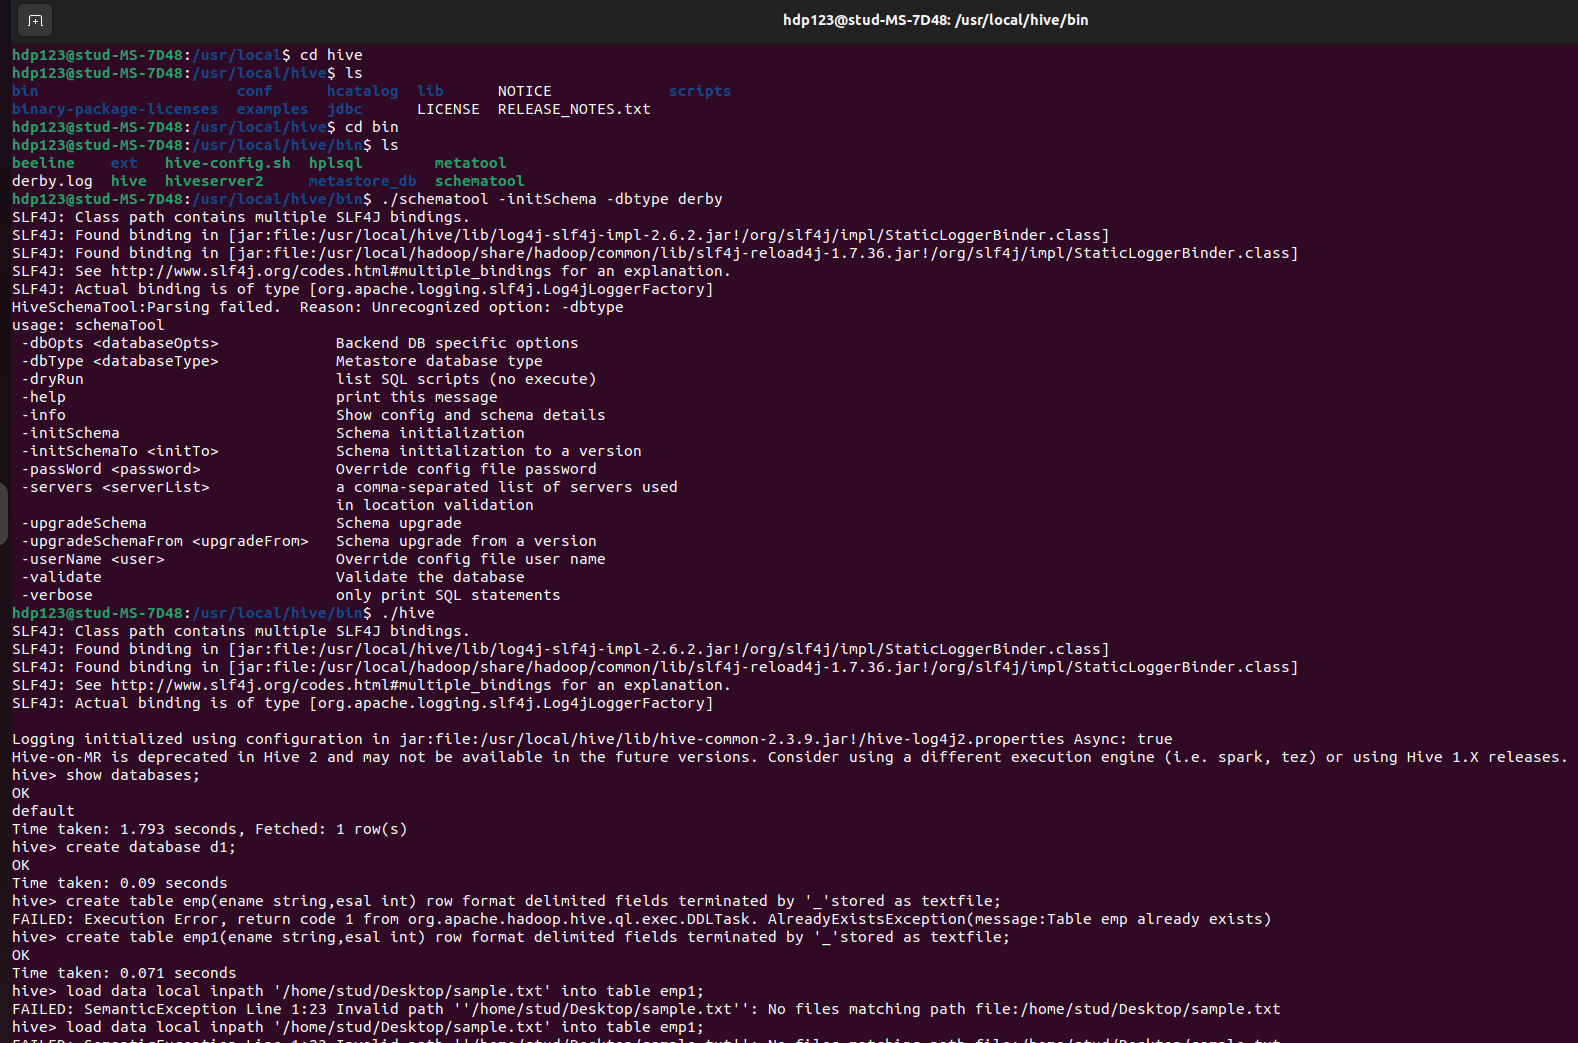 hdp123@stud-MS-7D48: /usr/local/hive/bin
hdp123@stud-MS-7D48:/usr/local$ cd hive
hdp123@stud-MS-7D48:/usr/local/hive$ ls
bin                      conf      hcatalog  lib      NOTICE             scripts
binary-package-licenses  examples  jdbc      LICENSE  RELEASE_NOTES.txt
hdp123@stud-MS-7D48:/usr/local/hive$ cd bin
hdp123@stud-MS-7D48:/usr/local/hive/bin$ ls
beeline    ext   hive-config.sh  hplsql        metatool
derby.log  hive  hiveserver2     metastore_db  schematool
hdp123@stud-MS-7D48:/usr/local/hive/bin$ ./schematool -initSchema -dbtype derby
SLF4J: Class path contains multiple SLF4J bindings.
SLF4J: Found binding in [jar:file:/usr/local/hive/lib/log4j-slf4j-impl-2.6.2.jar!/org/slf4j/impl/StaticLoggerBinder.class]
SLF4J: Found binding in [jar:file:/usr/local/hadoop/share/hadoop/common/lib/slf4j-reload4j-1.7.36.jar!/org/slf4j/impl/StaticLoggerBinder.class]
SLF4J: See http://www.slf4j.org/codes.html#multiple_bindings for an explanation.
SLF4J: Actual binding is of type [org.apache.logging.slf4j.Log4jLoggerFactory]
HiveSchemaTool:Parsing failed.  Reason: Unrecognized option: -dbtype
usage: schemaTool
 -dbOpts <databaseOpts>             Backend DB specific options
 -dbType <databaseType>             Metastore database type
 -dryRun                            list SQL scripts (no execute)
 -help                              print this message
 -info                              Show config and schema details
 -initSchema                        Schema initialization
 -initSchemaTo <initTo>             Schema initialization to a version
 -passWord <password>               Override config file password
 -servers <serverList>              a comma-separated list of servers used
                                    in location validation
 -upgradeSchema                     Schema upgrade
 -upgradeSchemaFrom <upgradeFrom>   Schema upgrade from a version
 -userName <user>                   Override config file user name
 -validate                          Validate the database
 -verbose                           only print SQL statements
hdp123@stud-MS-7D48:/usr/local/hive/bin$ ./hive
SLF4J: Class path contains multiple SLF4J bindings.
SLF4J: Found binding in [jar:file:/usr/local/hive/lib/log4j-slf4j-impl-2.6.2.jar!/org/slf4j/impl/StaticLoggerBinder.class]
SLF4J: Found binding in [jar:file:/usr/local/hadoop/share/hadoop/common/lib/slf4j-reload4j-1.7.36.jar!/org/slf4j/impl/StaticLoggerBinder.class]
SLF4J: See http://www.slf4j.org/codes.html#multiple_bindings for an explanation.
SLF4J: Actual binding is of type [org.apache.logging.slf4j.Log4jLoggerFactory]
Logging initialized using configuration in jar:file:/usr/local/hive/lib/hive-common-2.3.9.jar!/hive-log4j2.properties Async: true
Hive-on-MR is deprecated in Hive 2 and may not be available in the future versions. Consider using a different execution engine (i.e. spark, tez) or using Hive 1.X releases.
hive> show databases;
OK
default
Time taken: 1.793 seconds, Fetched: 1 row(s)
hive> create database d1;
OK
Time taken: 0.09 seconds
hive> create table emp(ename string,esal int) row format delimited fields terminated by '_'stored as textfile;
FAILED: Execution Error, return code 1 from org.apache.hadoop.hive.ql.exec.DDLTask. AlreadyExistsException(message:Table emp already exists)
hive> create table emp1(ename string,esal int) row format delimited fields terminated by '_'stored as textfile;
OK
Time taken: 0.071 seconds
hive> load data local inpath '/home/stud/Desktop/sample.txt' into table emp1;
FAILED: SemanticException Line 1:23 Invalid path ''/home/stud/Desktop/sample.txt'': No files matching path file:/home/stud/Desktop/sample.txt
hive> load data local inpath '/home/stud/Desktop/sample.txt' into table emp1;
FAILED: SemanticException Line 1:23 Invalid path ''/home/stud/Desktop/sample.txt'': No files matching path file:/home/stud/Desktop/sample.txt